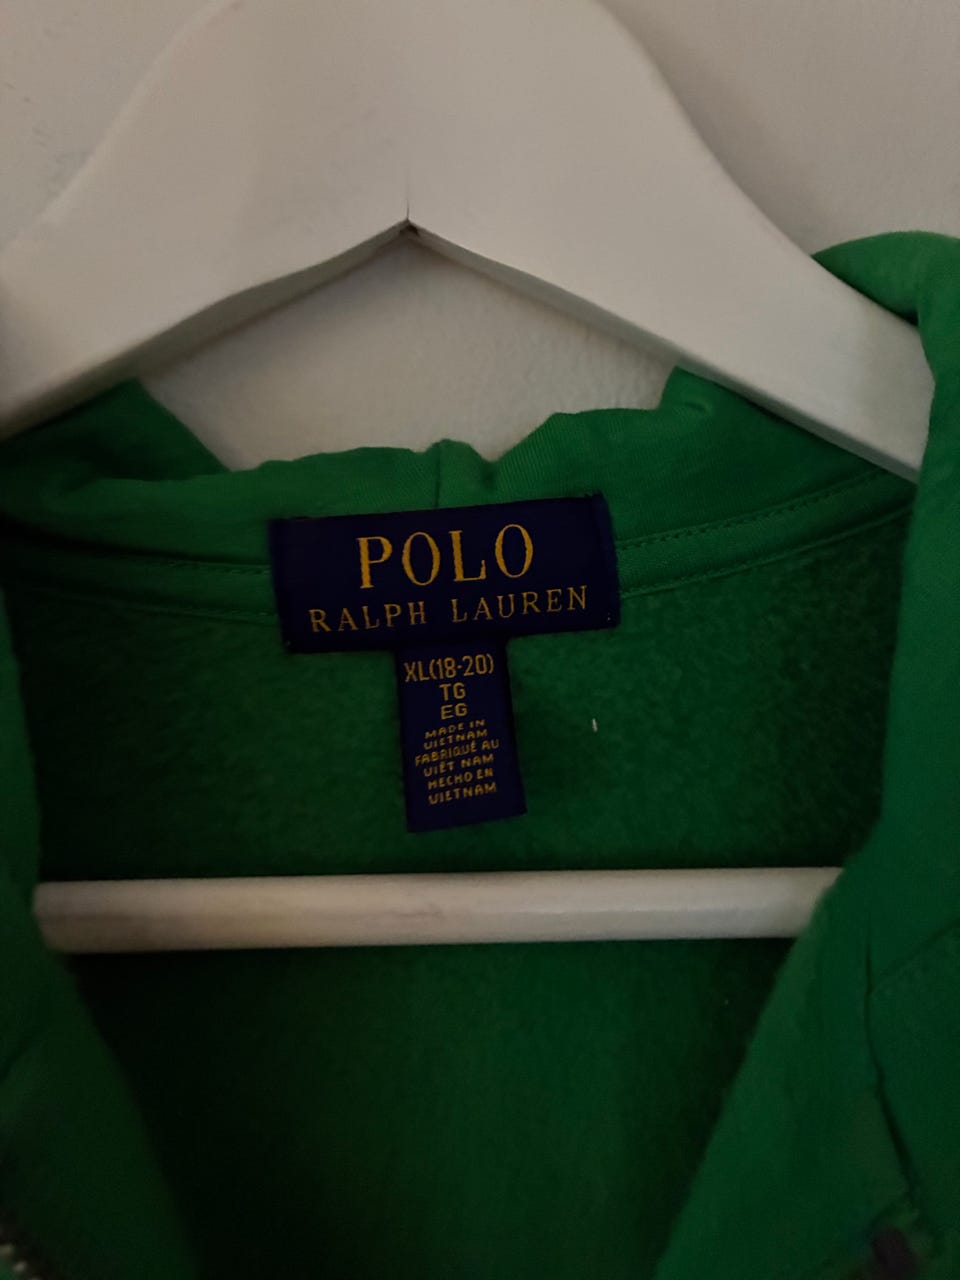 POLO
RALPH LAUREN
XL(18-20)
TG
EG
MADE IN
VIETNAM
FABRIQUÉ AU
VIÊT NAM
HECHO EN
VIETNAM